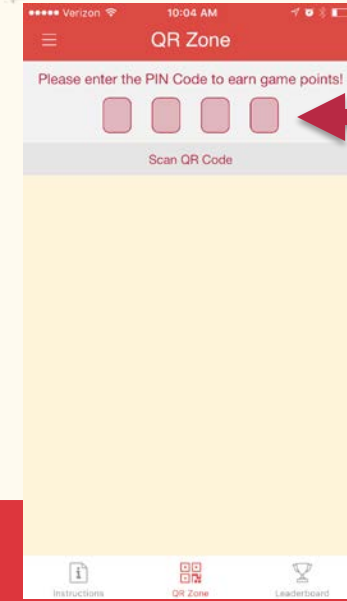 Verizon 10:04 AM
QR Zone
Please enter the PIN Code to earn game points!
Scan QR Code
Instructions QR Zone Leaderboard